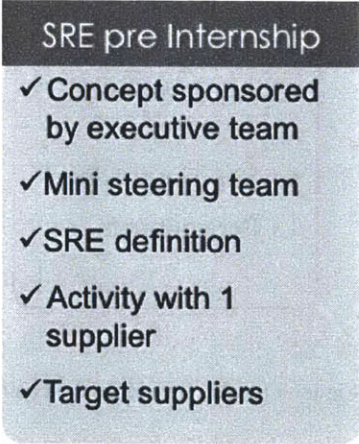 SRE pre Internship
✓ Concept sponsored
by executive team
✓Mini steering team
✓SRE definition
✓ Activity with 1
supplier
✓Target suppliers